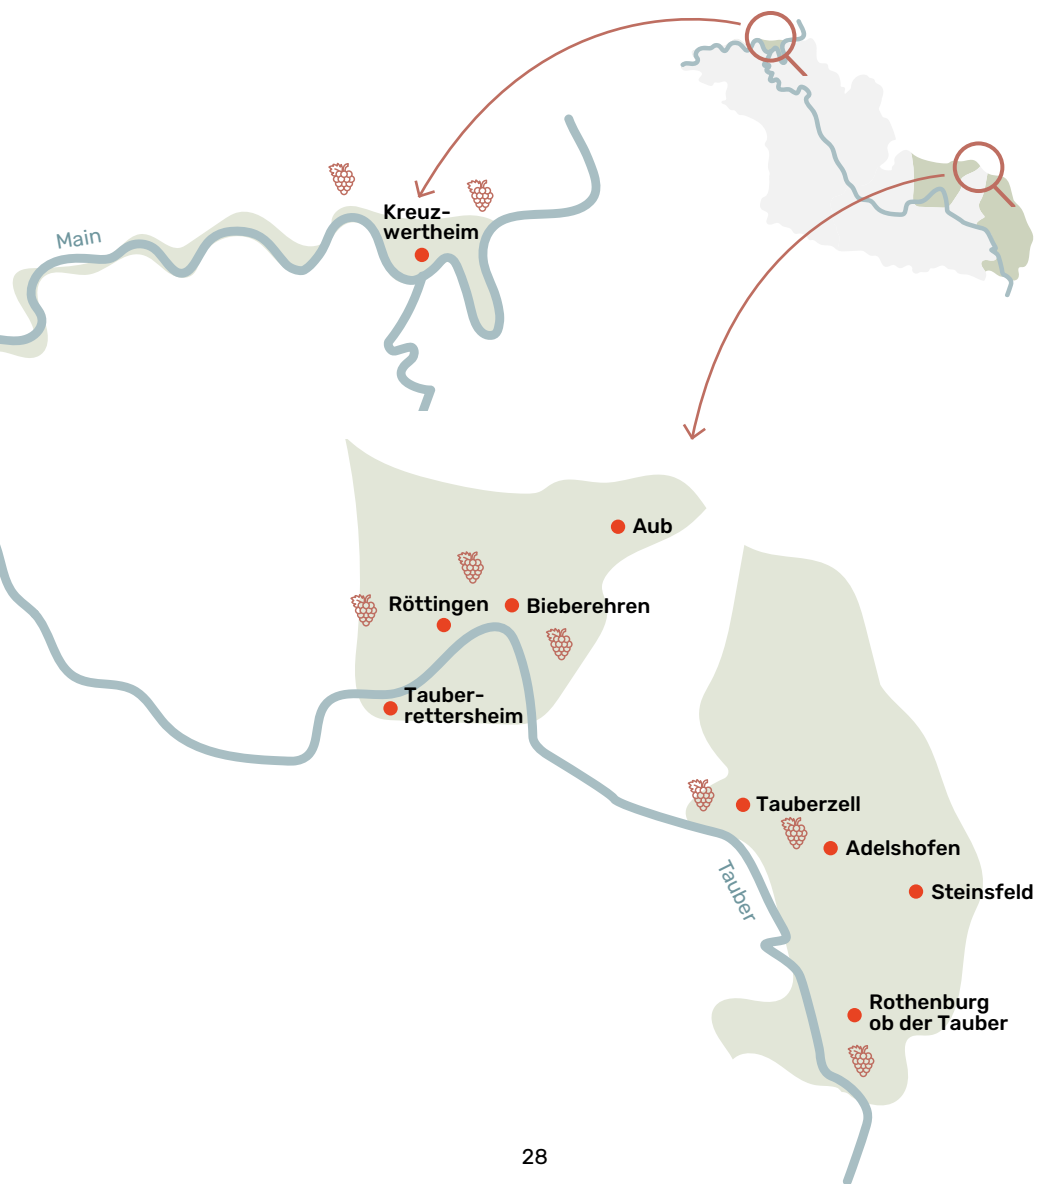 Kreuz-
wertheim
Main
Aub
Röttingen
Bieberehren
Tauber-
rettersheim
Tauberzell
Adelshofen
Tauber
Steinsfeld
Rothenburg
ob der Tauber
28